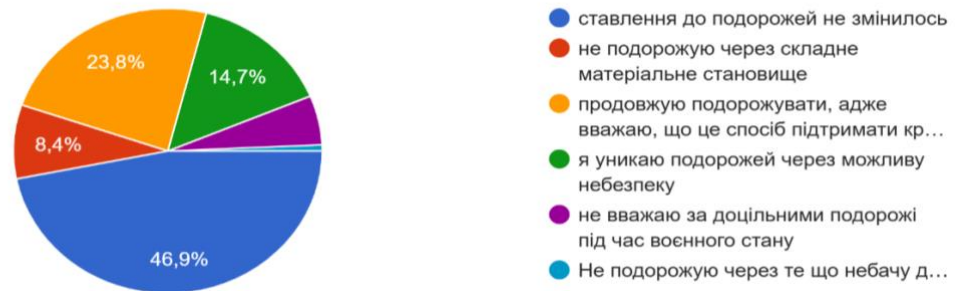 ставлення до подорожей не змінилось
не подорожую через складне
матеріальне становище
продовжую подорожувати, адже
вважаю, що це спосіб підтримати кр...
я уникаю подорожей через можливу
небезпеку
не вважаю за доцільними подорожі
під час воєнного стану
Не подорожую через те що небачу д...
23,8%
14,7%
8,4%
46,9%